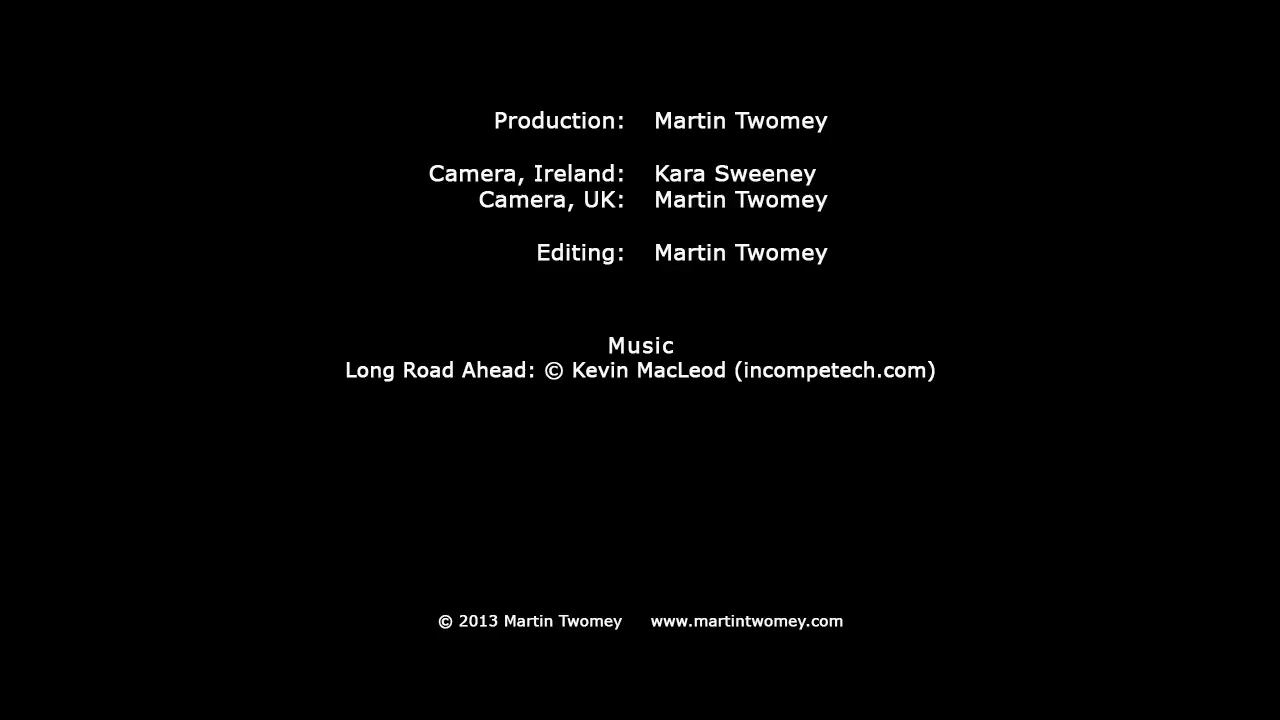 Production: Martin Twomey
Camera, Ireland: Kara Sweeney
Camera, UK: Martin Twomey
Editing: Martin Twomey
Music
Long Road Ahead: © Kevin MacLeod (incompetech.com)
© 2013 Martin Twomey www.martintwomey.com